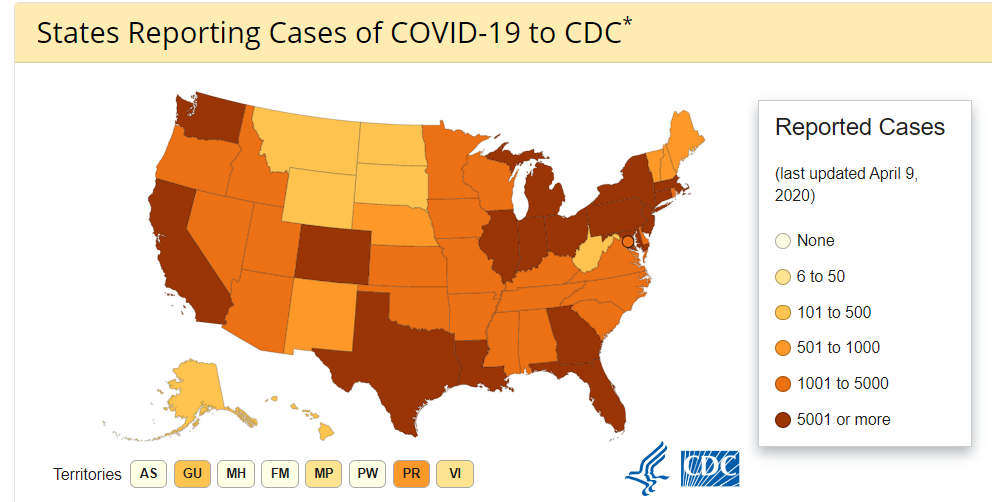 States Reporting Cases of COVID-19 to CDC*
Reported Cases
(last updated April 9,
2020)
None
6 to 50
101 to 500
501 to 1000
1001 to 5000
5001 or more
Territories AS GU MH FM MP PW PR VI
CDC